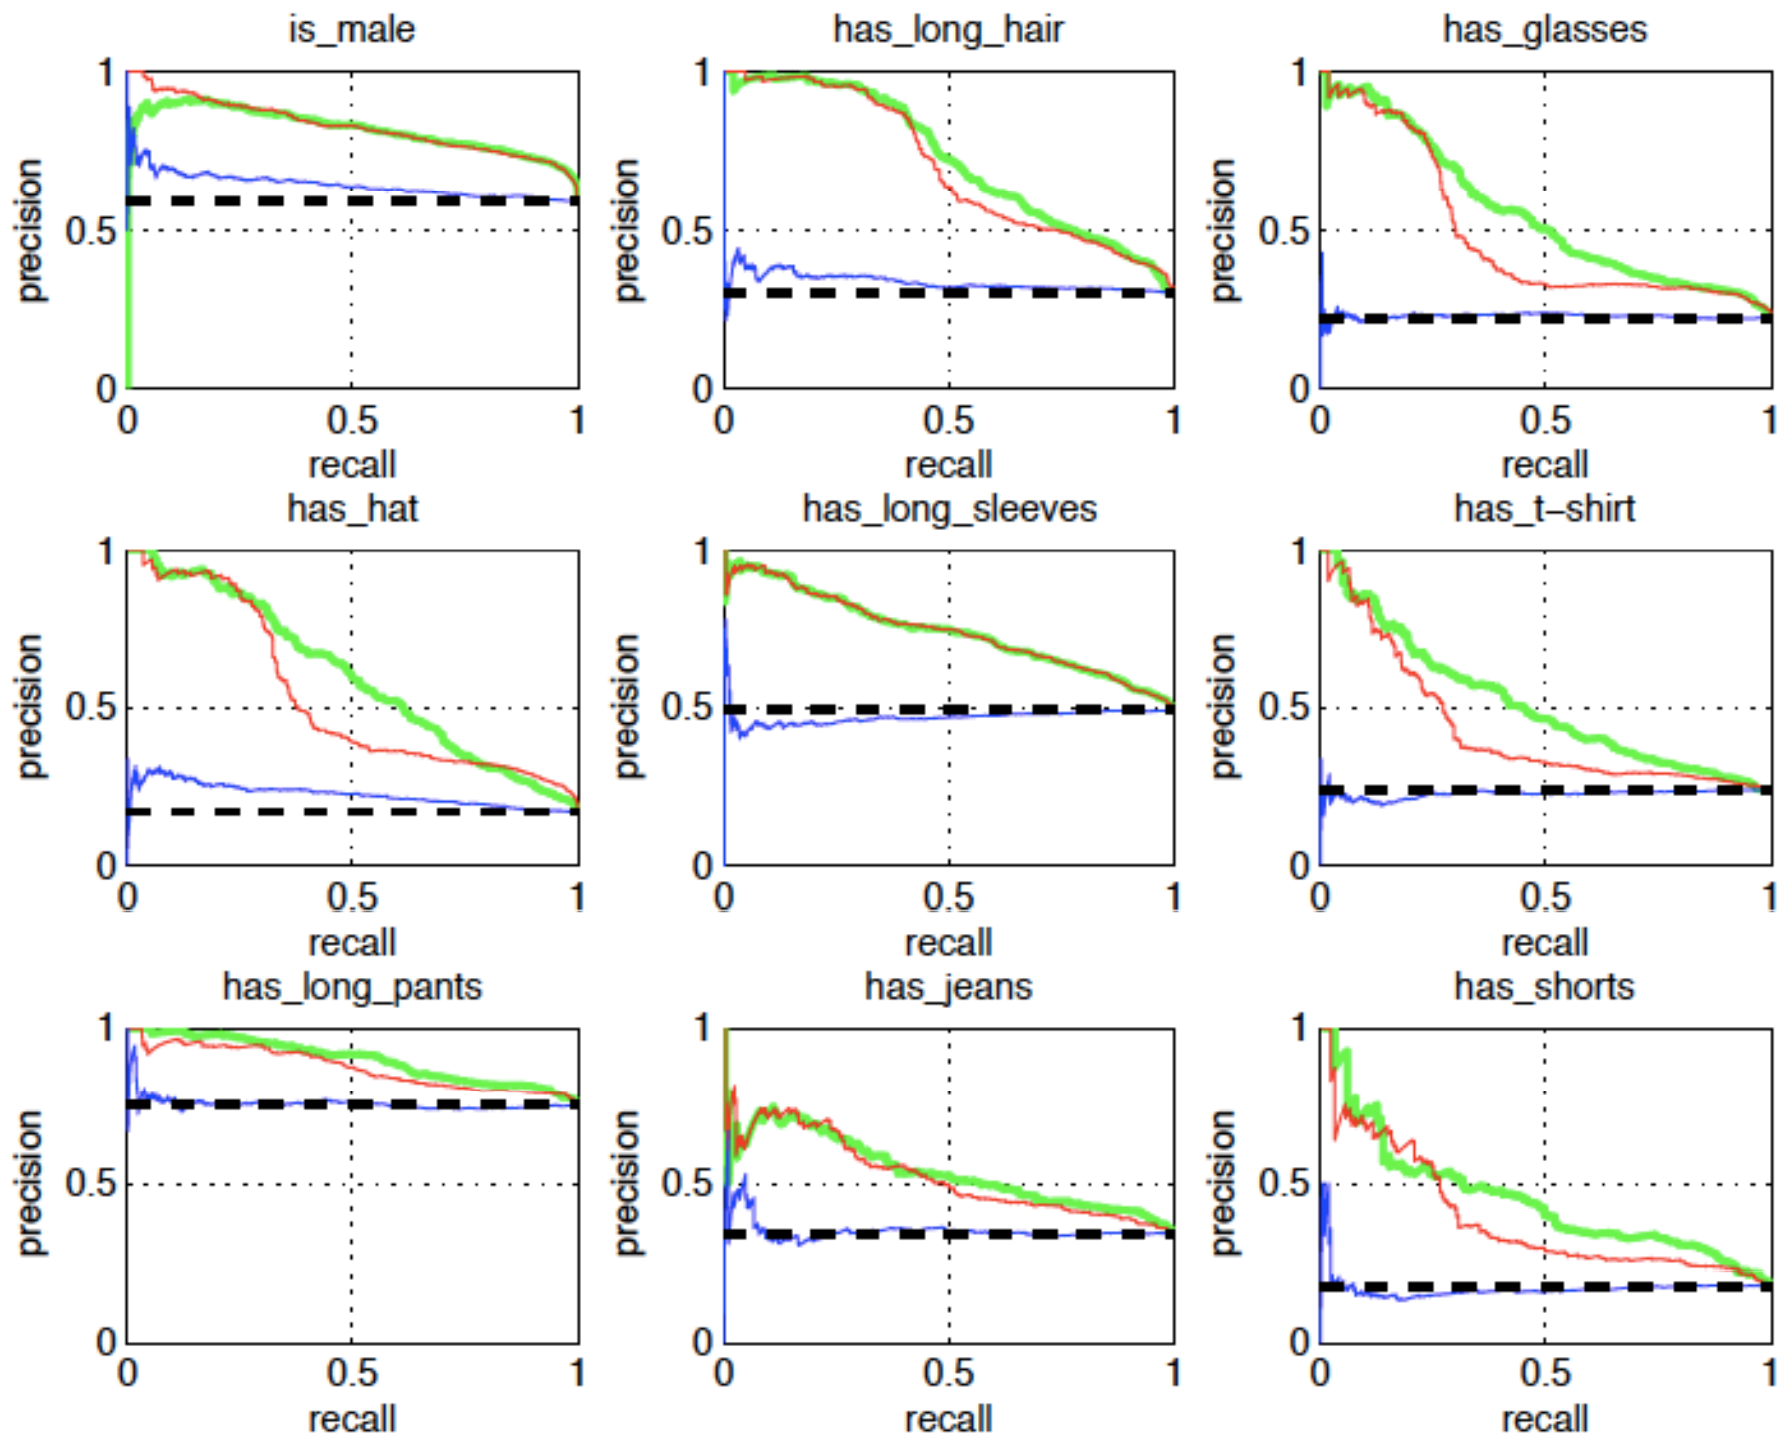 is_male has_long_hair has_glasses
1 1 1
precision precision precision
0.5 0.5 0.5
0 0 0
0 0.5 1 0 0.5 1 0 0.5 1
recall recall recall
has_hat has_long_sleeves has_t-shirt
1 1 1
precision precision precision
0.5 0.5 0.5
0 0 0
0 0.5 1 0 0.5 1 0 0.5 1
recall recall recall
has_long_pants has_jeans has_shorts
1 1 1
precision precision precision
0.5 0.5 0.5
0 0 0
0 0.5 1 0 0.5 1 0 0.5 1
recall recall recall